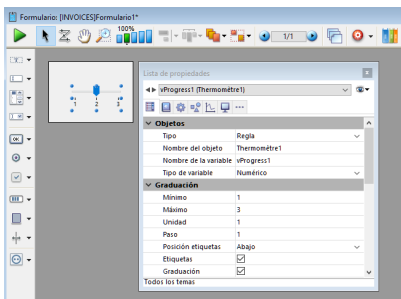 Formulario: [INVOICES]Formulario1*
100%
1/1
Lista de propiedades
vProgress1 (Thermométre1)
1 2 3
Objetos
Tipo Regla
Nombre del objeto Thermomètre1
Nombre de la variable vProgress1
Tipo de variable Numérico
Graduación
Mínimo 1
Máximo 3
Unidad 1
Paso 1
Posición etiquetas Abajo
Etiquetas
Graduación
Todos los temas
OK